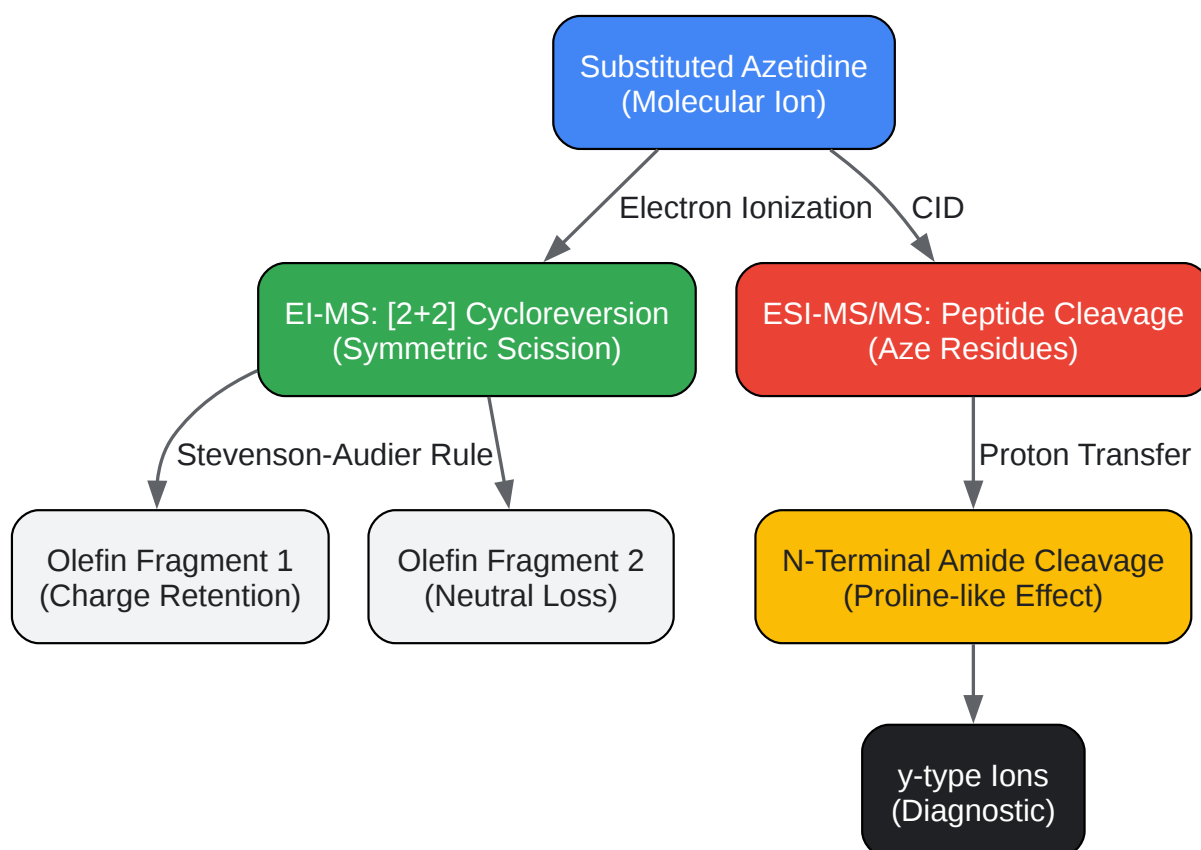 Substituted Azetidine
(Molecular Ion)
Electron Ionization
CID
EI-MS: [2+2] Cycloreversion
(Symmetric Scission)
ESI-MS/MS: Peptide Cleavage
(Aze Residues)
Stevenson-Audier Rule
Proton Transfer
Olefin Fragment 1
(Charge Retention)
Olefin Fragment 2
(Neutral Loss)
N-Terminal Amide Cleavage
(Proline-like Effect)
y-type Ions
(Diagnostic)